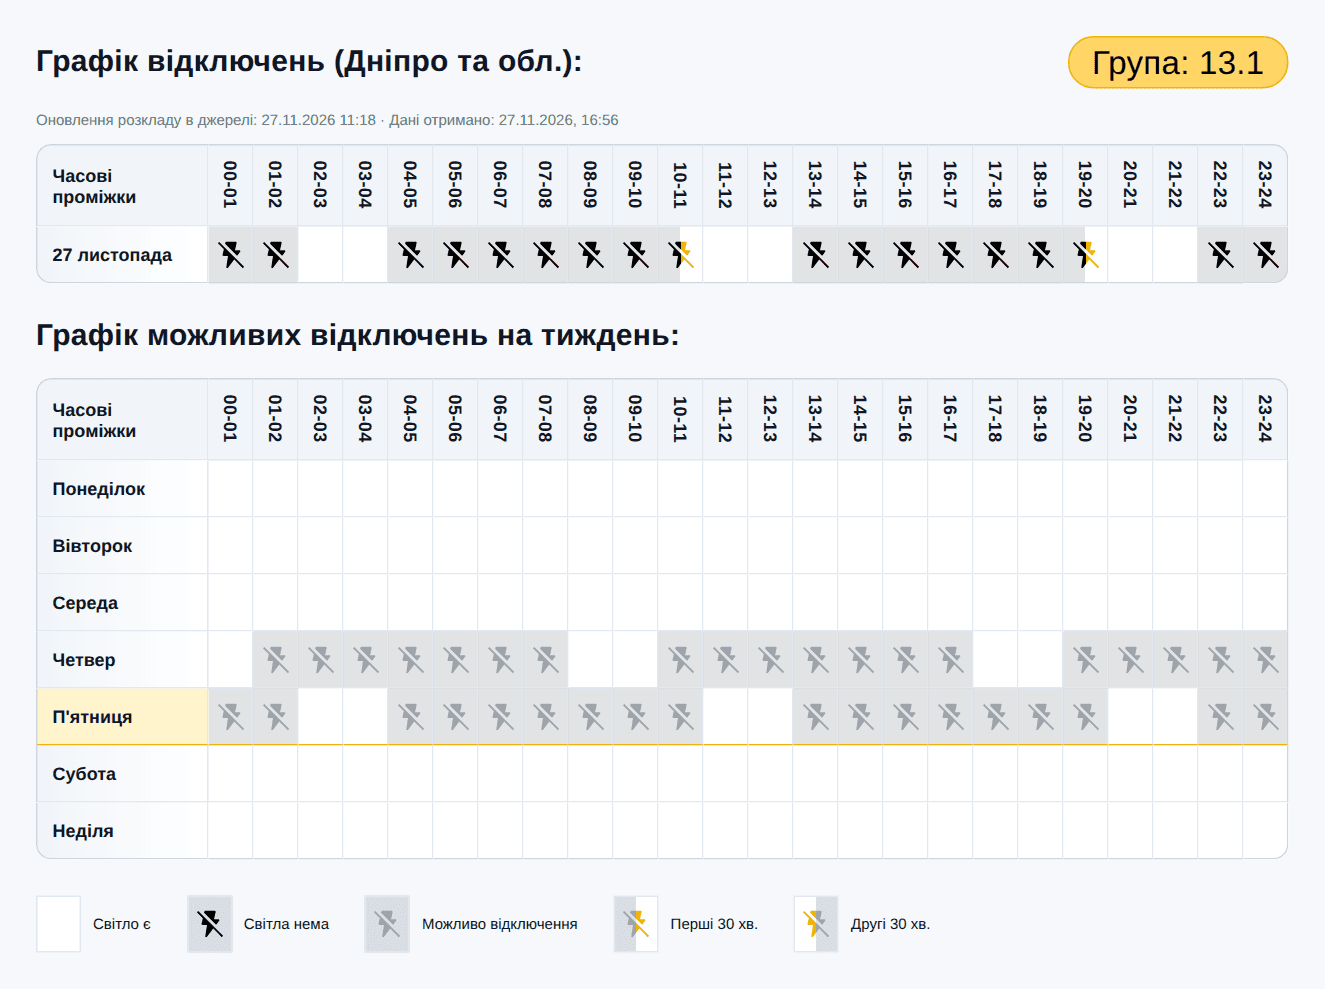 Графік відключень (Дніпро та обл.):
Група: 13.1
Оновлення розкладу в джерелі: 27.11.2026 11:18 · Дані отримано: 27.11.2026, 16:56
Часові проміжки 00-01 01-02 02-03 03-04 04-05 05-06 06-07 07-08 08-09 09-10 10-11 11-12 12-13 13-14 14-15 15-16 16-17 17-18 18-19 19-20 20-21 21-22 22-23 23-24
27 листопада
Графік можливих відключень на тиждень:
Часові проміжки 00-01 01-02 02-03 03-04 04-05 05-06 06-07 07-08 08-09 09-10 10-11 11-12 12-13 13-14 14-15 15-16 16-17 17-18 18-19 19-20 20-21 21-22 22-23 23-24
Понеділок
Вівторок
Середа
Четвер
П'ятниця
Субота
Неділя
Світло є Світла нема Можливо відключення Перші 30 хв. Другі 30 хв.